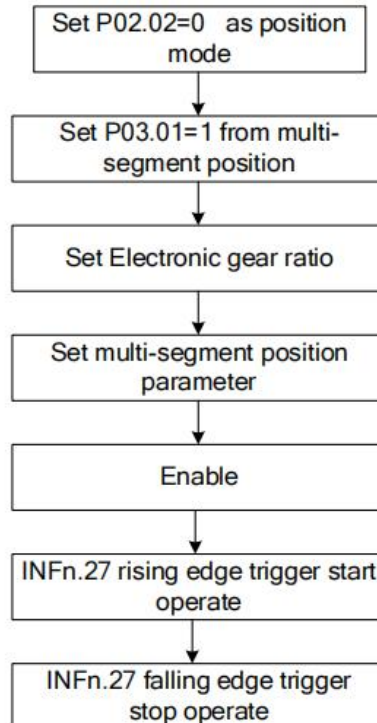 Set P02.02=0 as position
mode
Set P03.01=1 from multi-
segment position
Set Electronic gear ratio
Set multi-segment position
parameter
Enable
INFn.27 rising edge trigger start
operate
INFn.27 falling edge trigger
stop operate